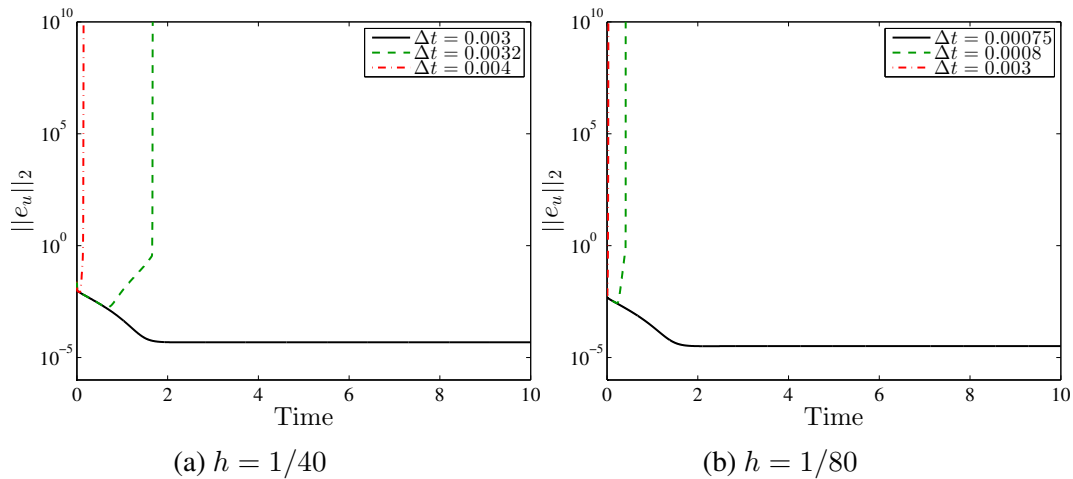 10^10
10^5
10^0
10^-5
||e_u||_2
0 2 4 6 8 10
Time
Δt = 0.003
Δt = 0.0032
Δt = 0.004
(a) h = 1/40
10^10
10^5
10^0
10^-5
||e_u||_2
0 2 4 6 8 10
Time
Δt = 0.00075
Δt = 0.0008
Δt = 0.003
(b) h = 1/80